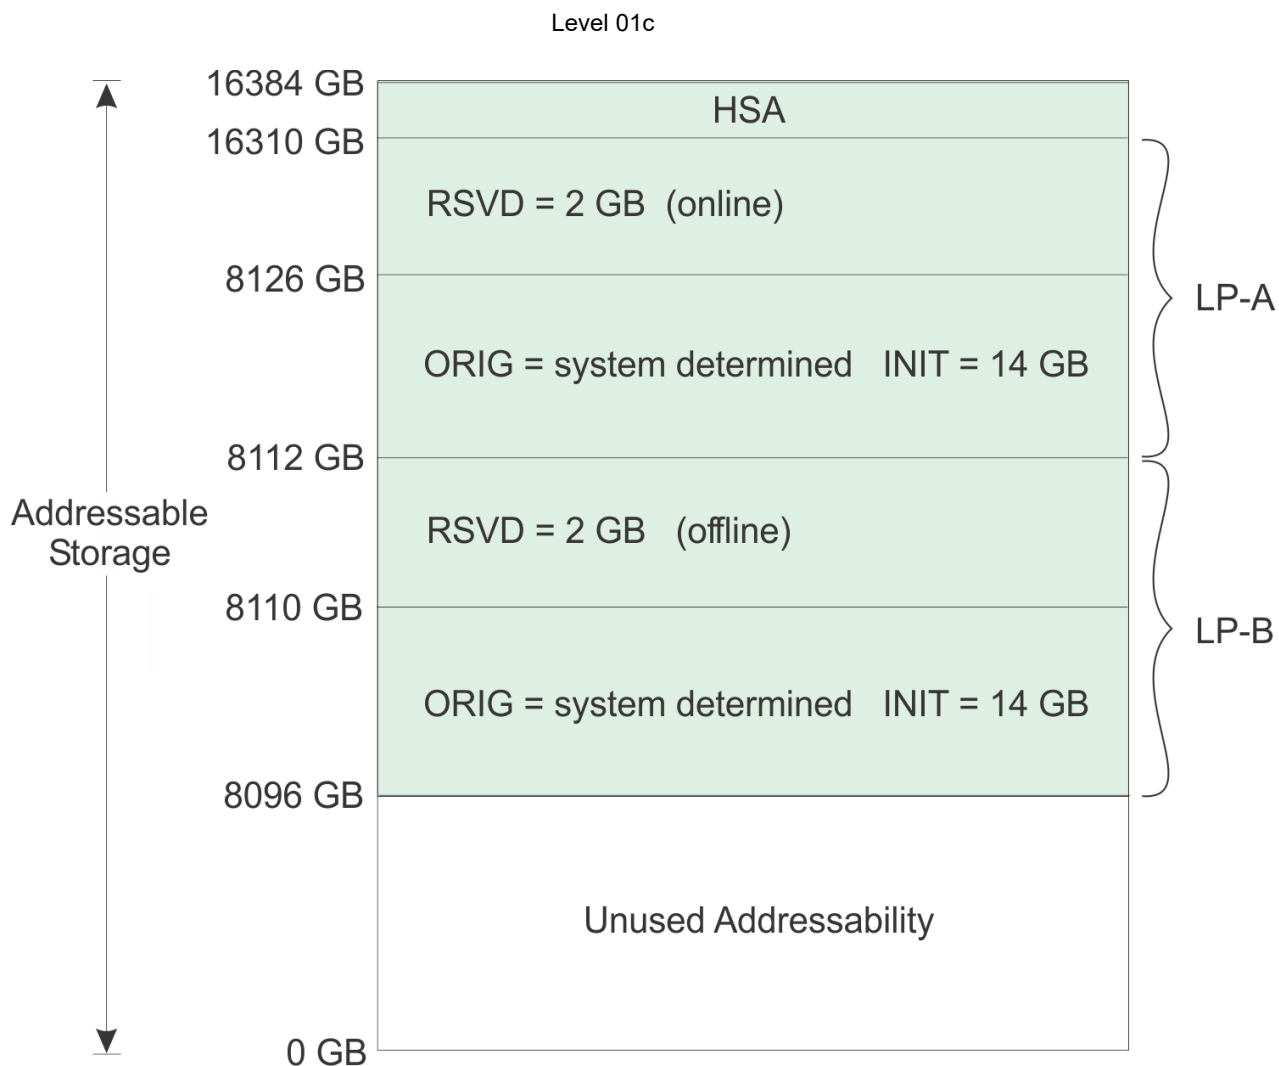 Level 01c
16384 GB
HSA
16310 GB
RSVD = 2 GB (online)
8126 GB
LP-A
ORIG = system determined INIT = 14 GB
8112 GB
Addressable
Storage
RSVD = 2 GB (offline)
8110 GB
LP-B
ORIG = system determined INIT = 14 GB
8096 GB
Unused Addressability
0 GB